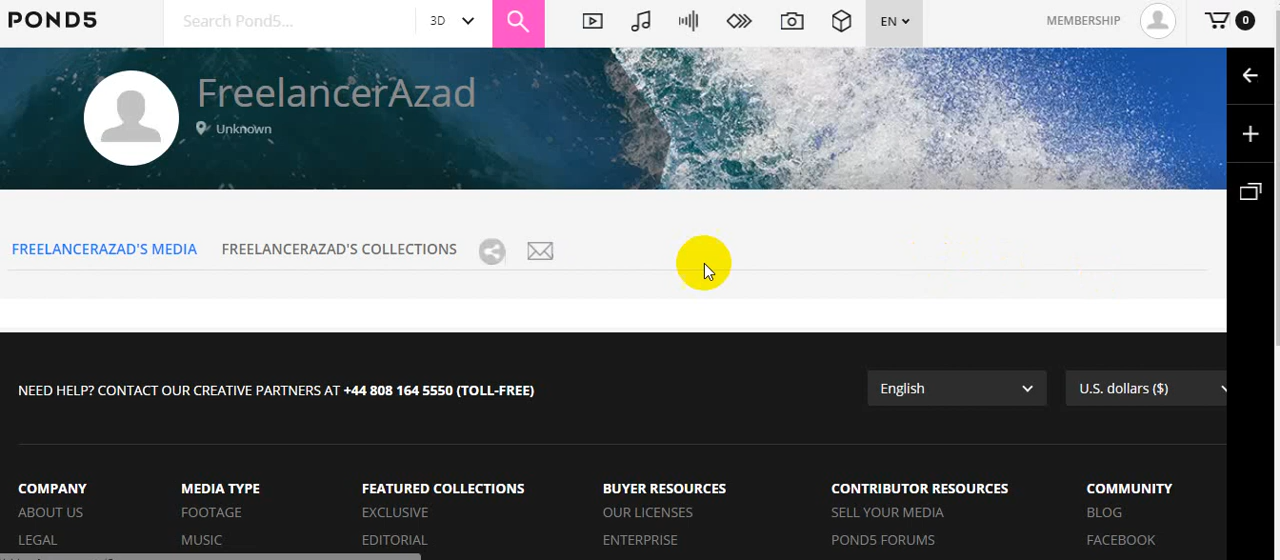 POND5
Search Pond5...
3D
EN
MEMBERSHIP
0
FreelancerAzad
Unknown
FREELANCERAZAD'S MEDIA
FREELANCERAZAD'S COLLECTIONS
NEED HELP? CONTACT OUR CREATIVE PARTNERS AT +44 808 164 5550 (TOLL-FREE)
English
U.S. dollars ($)
COMPANY
MEDIA TYPE
FEATURED COLLECTIONS
BUYER RESOURCES
CONTRIBUTOR RESOURCES
COMMUNITY
ABOUT US
FOOTAGE
EXCLUSIVE
OUR LICENSES
SELL YOUR MEDIA
BLOG
LEGAL
MUSIC
EDITORIAL
ENTERPRISE
POND5 FORUMS
FACEBOOK